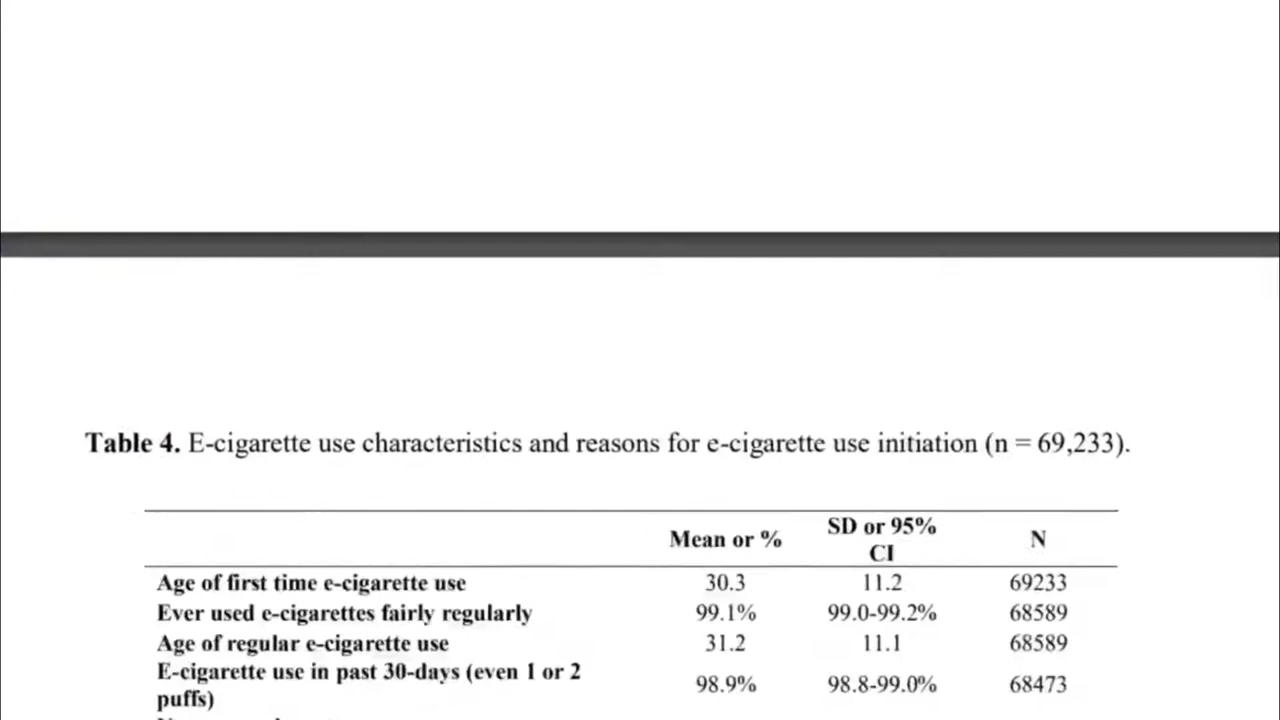 Table 4. E-cigarette use characteristics and reasons for e-cigarette use initiation (n = 69,233).
Mean or % SD or 95% CI N
Age of first time e-cigarette use 30.3 11.2 69233
Ever used e-cigarettes fairly regularly 99.1% 99.0-99.2% 68589
Age of regular e-cigarette use 31.2 11.1 68589
E-cigarette use in past 30-days (even 1 or 2
puffs) 98.9% 98.8-99.0% 68473